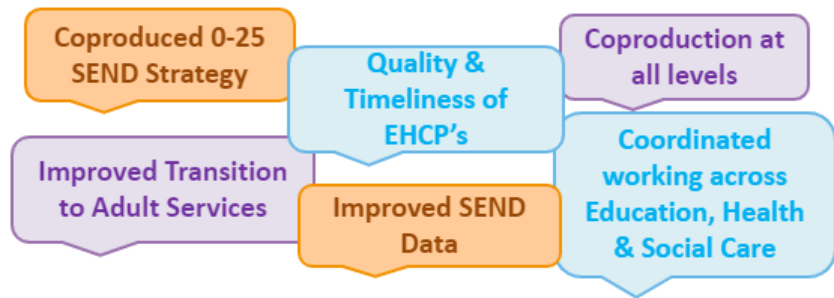 Coproduced 0-25
SEND Strategy
Quality &
Timeliness of
EHCP's
Coproduction at
all levels
Improved Transition
to Adult Services
Improved SEND
Data
Coordinated
working across
Education, Health
& Social Care